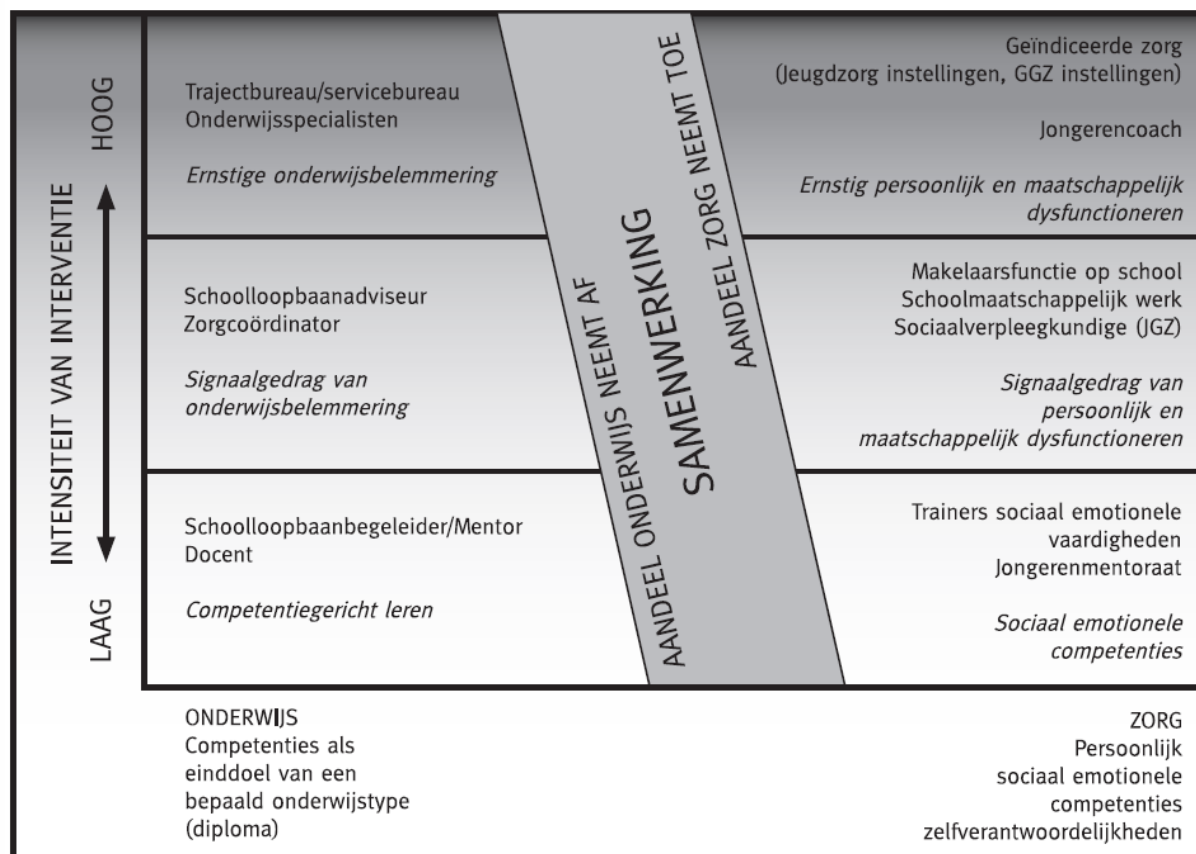 HOOG
INTENSITEIT VAN INTERVENTIE
LAAG
Trajectbureau/servicebureau
Onderwijsspecialisten
Ernstige onderwijsbelemmering
Schoolloopbaanadviseur
Zorgcoördinator
Signaalgedrag van
onderwijsbelemmering
Schoolloopbaanbegeleider/Mentor
Docent
Competentiegericht leren
AANDEEL ONDERWIJS NEEMT AF
SAMENWERKING
AANDEEL ZORG NEEMT TOE
Geïndiceerde zorg
(Jeugdzorg instellingen, GGZ instellingen)
Jongerencoach
Ernstig persoonlijk en maatschappelijk
dysfunctioneren
Makelaarsfunctie op school
Schoolmaatschappelijk werk
Sociaalverpleegkundige (JGZ)
Signaalgedrag van
persoonlijk en
maatschappelijk dysfunctioneren
Trainers sociaal emotionele
vaardigheden
Jongerenmentoraat
Sociaal emotionele
competenties
ONDERWIJS
Competenties als
einddoel van een
bepaald onderwijstype
(diploma)
ZORG
Persoonlijk
sociaal emotionele
competenties
zelfverantwoordelijkheden